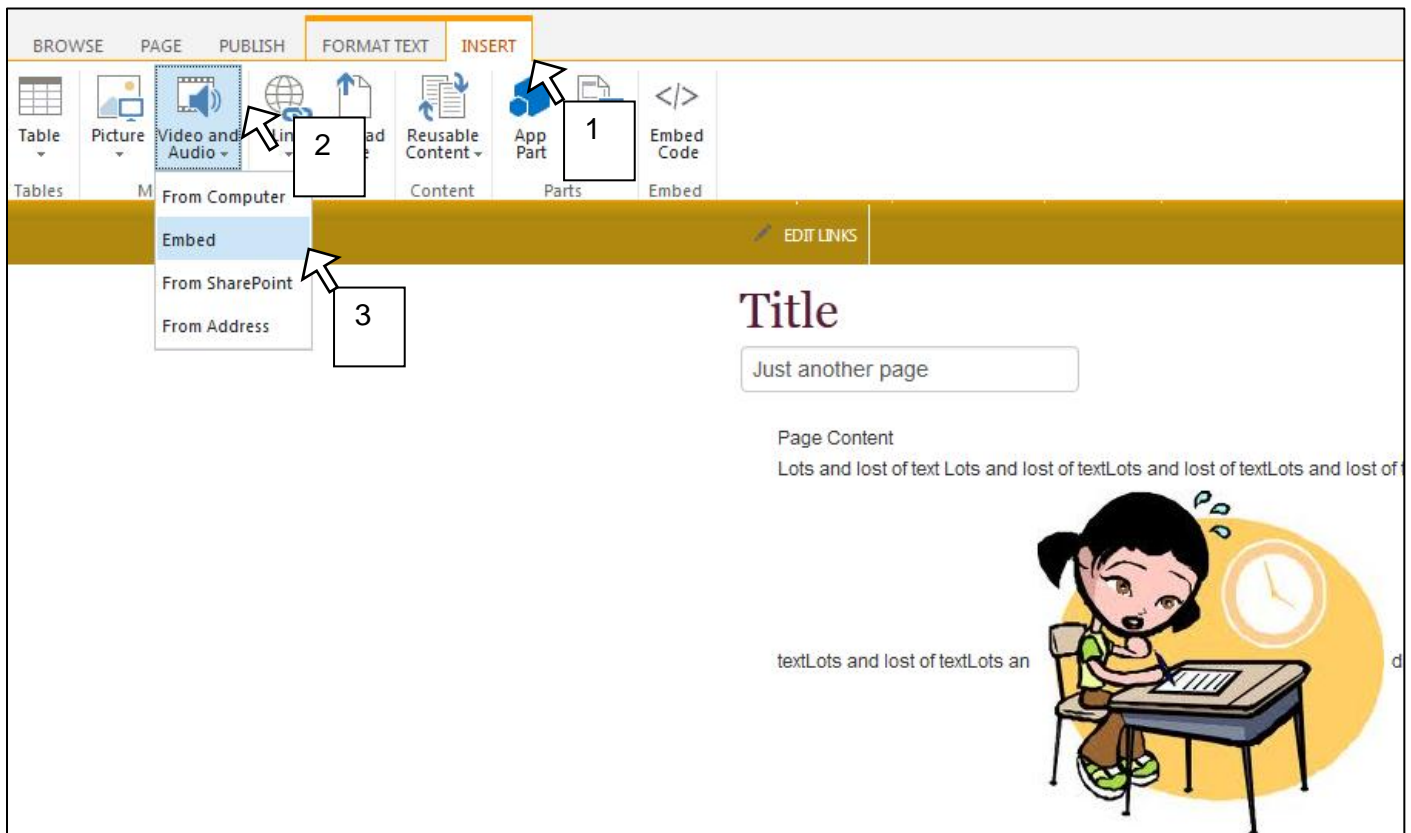 BROWSE PAGE PUBLISH FORMAT TEXT INSERT
Table Picture Video and Audio Reusable Content App Part Embed Code
1
2
Tables Content Parts Embed
From Computer
Embed
From SharePoint
From Address
3
EDIT LINKS
Title
Just another page
Page Content
Lots and lost of text Lots and lost of textLots and lost of textLots and lost of
textLots and lost of textLots an d